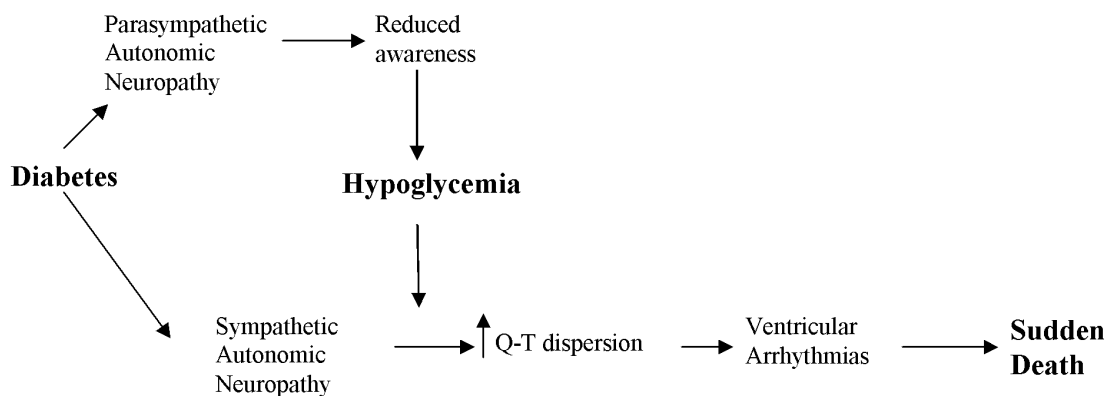 Parasympathetic
Autonomic
Neuropathy
Reduced
awareness
Diabetes
Hypoglycemia
Sympathetic
Autonomic
Neuropathy
Q-T dispersion
Ventricular
Arrhythmias
Sudden
Death